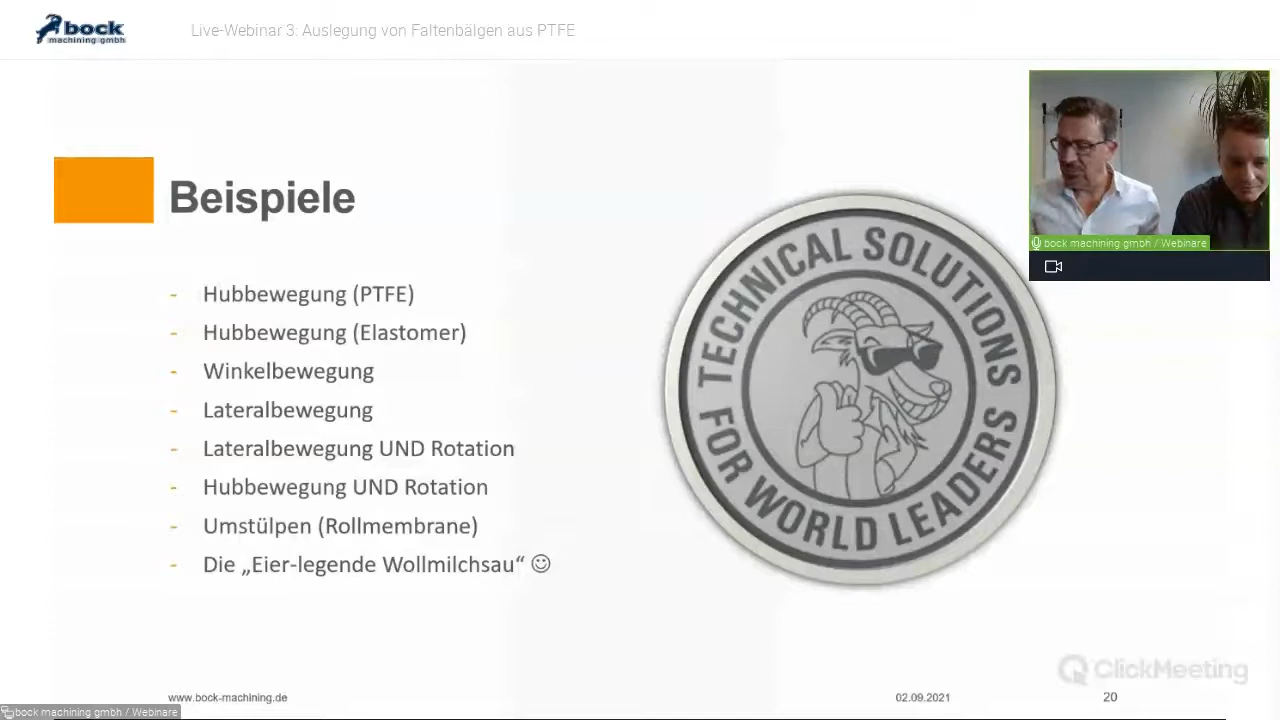 bock
machining gmbh
Live-Webinar 3: Auslegung von Faltenbälgen aus PTFE
bock machining gmbh / Webinare
Beispiele
- Hubbewegung (PTFE)
- Hubbewegung (Elastomer)
- Winkelbewegung
- Lateralbewegung
- Lateralbewegung UND Rotation
- Hubbewegung UND Rotation
- Umstülpen (Rollmembrane)
- Die „Eier-legende Wollmilchsau“ ☺
TECHNICAL SOLUTIONS
FOR WORLD LEADERS
ClickMeeting
www.bock-machining.de
02.09.2021
20
bock machining gmbh / Webinare